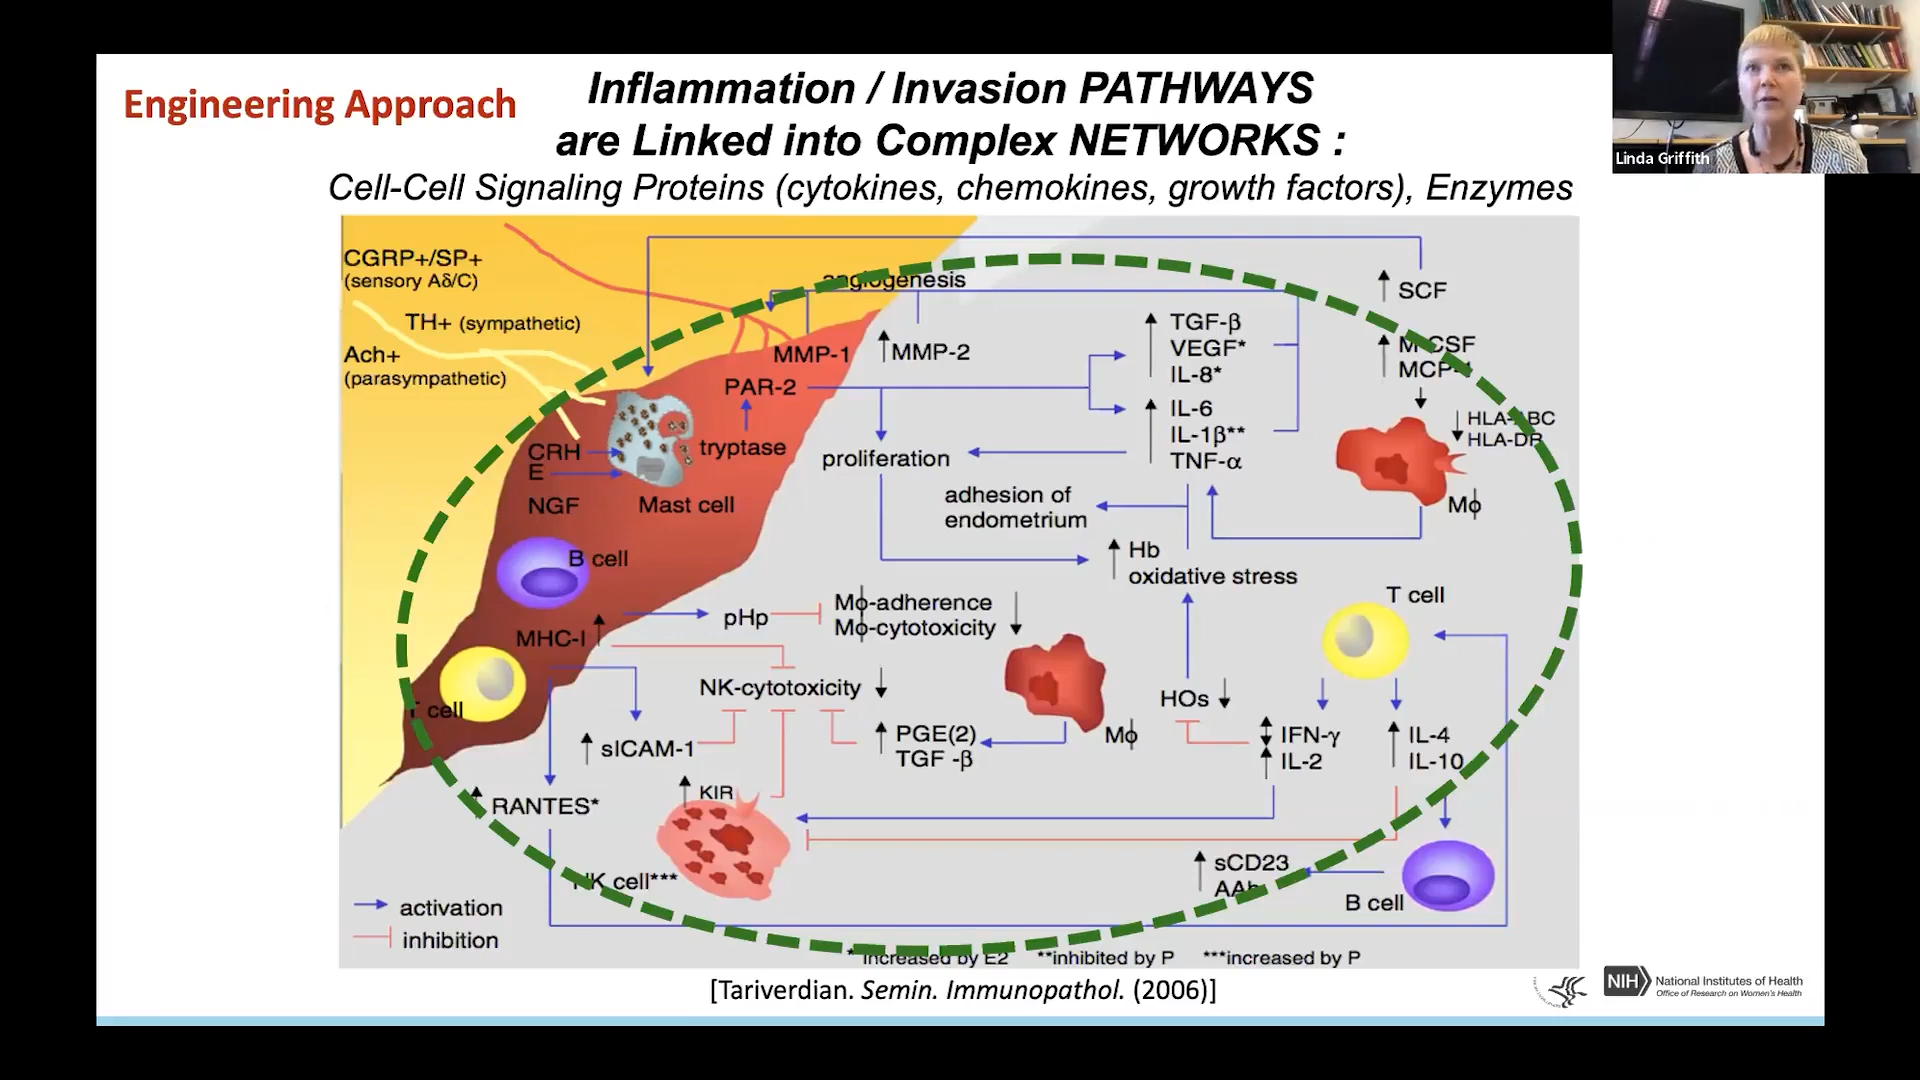 Engineering Approach
Inflammation / Invasion PATHWAYS
are Linked into Complex NETWORKS :
Cell-Cell Signaling Proteins (cytokines, chemokines, growth factors), Enzymes
Linda Griffith
CGRP+/SP+
(sensory Aδ/C)
TH+ (sympathetic)
Ach+
(parasympathetic)
angiogenesis
MMP-1
MMP-2
PAR-2
tryptase
CRH
E
NGF
Mast cell
B cell
MHC-I
T cell
TGF-β
VEGF*
IL-8*
IL-6
IL-1β**
TNF-α
SCF
M-CSF
MCP-1
HLA-ABC
HLA-DR
Mϕ
proliferation
adhesion of
endometrium
Hb
oxidative stress
pHp
Mo-adherence
Mo-cytotoxicity
NK-cytotoxicity
sICAM-1
PGE(2)
TGF -β
Mϕ
HOs
T cell
IFN-γ
IL-2
IL-4
IL-10
RANTES*
KIR
NK cell***
sCD23
AAb
B cell
activation
inhibition
* increased by E2 **inhibited by P ***increased by P
[Tariverdian. Semin. Immunopathol. (2006)]
NIH
National Institutes of Health
Office of Research on Women's Health